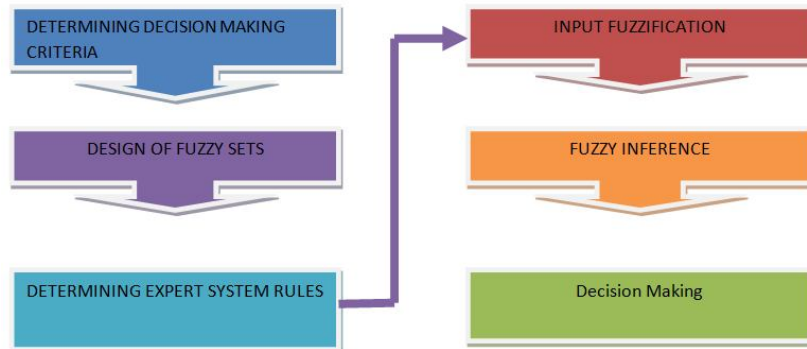 DETERMINING DECISION MAKING
CRITERIA
DESIGN OF FUZZY SETS
DETERMINING EXPERT SYSTEM RULES
INPUT FUZZIFICATION
FUZZY INFERENCE
Decision Making